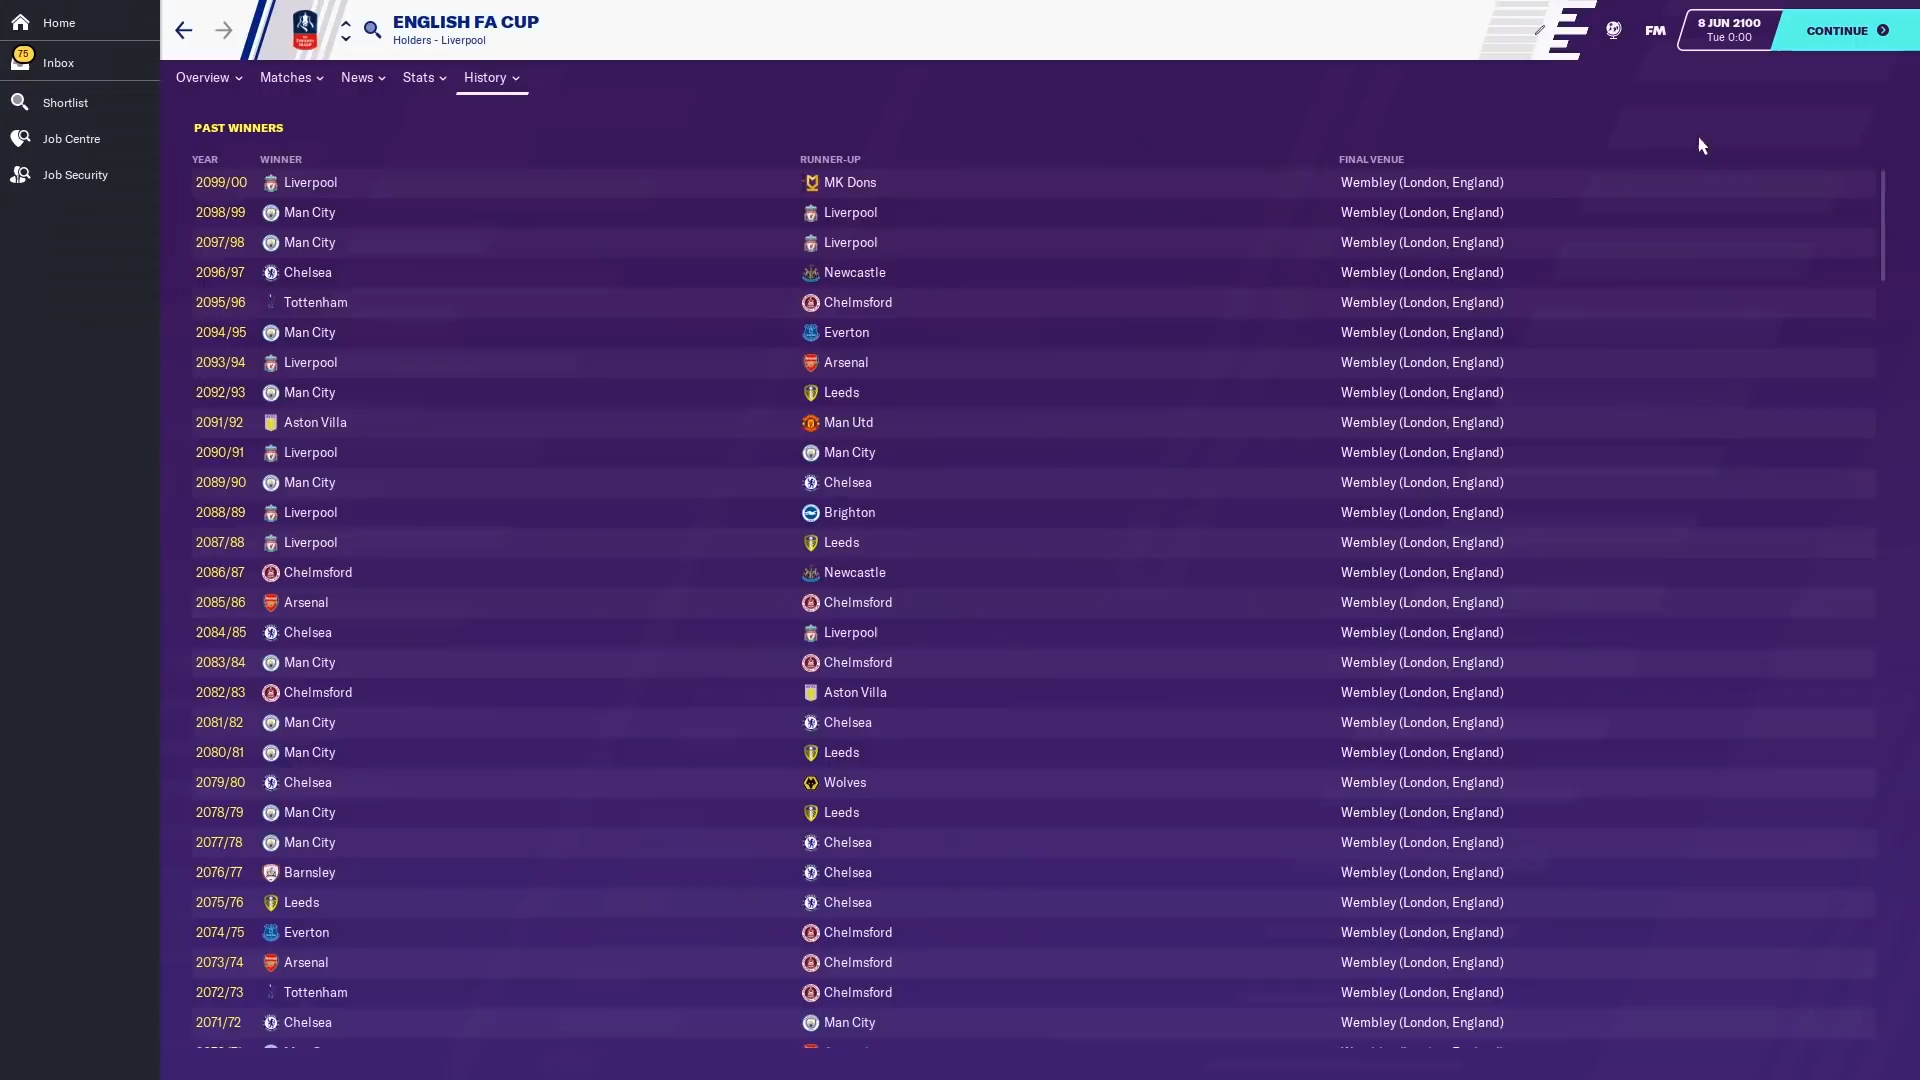 Home
75
Inbox
Shortlist
Job Centre
Job Security
ENGLISH FA CUP
Holders - Liverpool
FM
8 JUN 2100
Tue 0:00
CONTINUE
Overview Matches News Stats History
PAST WINNERS
YEAR WINNER RUNNER-UP FINAL VENUE
2099/00 Liverpool MK Dons Wembley (London, England)
2098/99 Man City Liverpool Wembley (London, England)
2097/98 Man City Liverpool Wembley (London, England)
2096/97 Chelsea Newcastle Wembley (London, England)
2095/96 Tottenham Chelmsford Wembley (London, England)
2094/95 Man City Everton Wembley (London, England)
2093/94 Liverpool Arsenal Wembley (London, England)
2092/93 Man City Leeds Wembley (London, England)
2091/92 Aston Villa Man Utd Wembley (London, England)
2090/91 Liverpool Man City Wembley (London, England)
2089/90 Man City Chelsea Wembley (London, England)
2088/89 Liverpool Brighton Wembley (London, England)
2087/88 Liverpool Leeds Wembley (London, England)
2086/87 Chelmsford Newcastle Wembley (London, England)
2085/86 Arsenal Chelmsford Wembley (London, England)
2084/85 Chelsea Liverpool Wembley (London, England)
2083/84 Man City Chelmsford Wembley (London, England)
2082/83 Chelmsford Aston Villa Wembley (London, England)
2081/82 Man City Chelsea Wembley (London, England)
2080/81 Man City Leeds Wembley (London, England)
2079/80 Chelsea Wolves Wembley (London, England)
2078/79 Man City Leeds Wembley (London, England)
2077/78 Man City Chelsea Wembley (London, England)
2076/77 Barnsley Chelsea Wembley (London, England)
2075/76 Leeds Chelsea Wembley (London, England)
2074/75 Everton Chelmsford Wembley (London, England)
2073/74 Arsenal Chelmsford Wembley (London, England)
2072/73 Tottenham Chelmsford Wembley (London, England)
2071/72 Chelsea Man City Wembley (London, England)